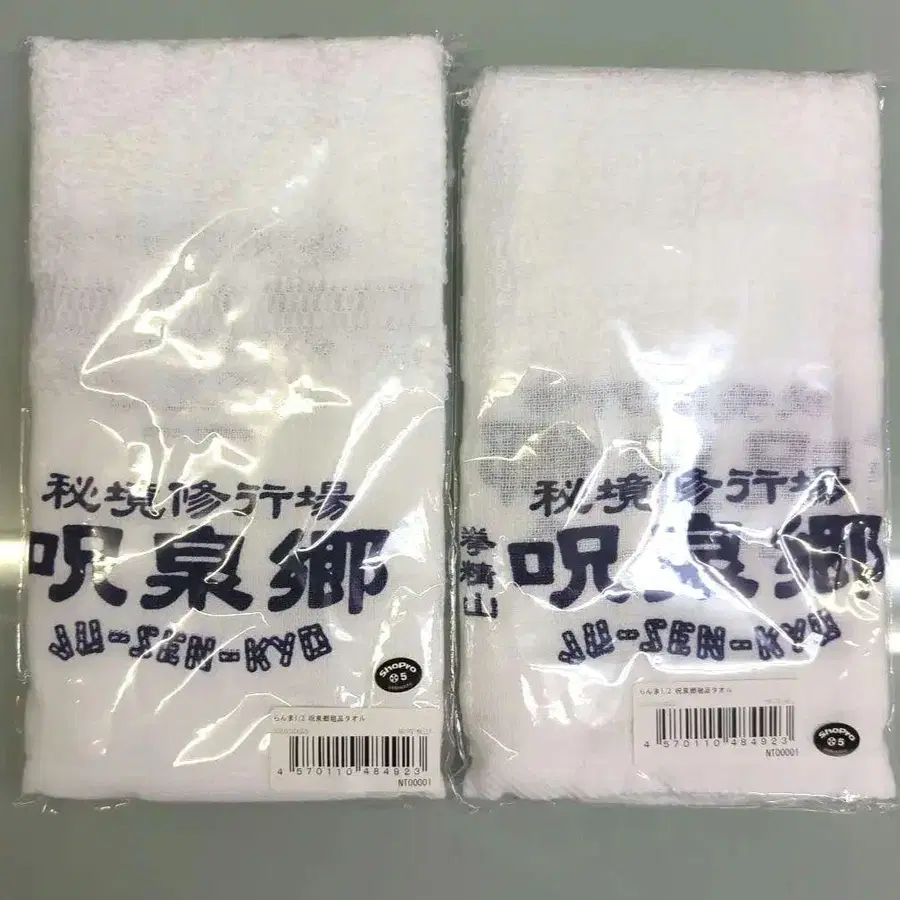 秘境修行場
呪泉郷
JU-SEN-KYO
ShoPro
5
らんま1/2 呪泉郷粗品タオル
4 570110 484923
NT00001
秘境修行場
拳精山
呪泉郷
JU-SEN-KYO
らんま1/2 呪泉郷粗品タオル
4 570110 484923
NT00001
ShoPro
5